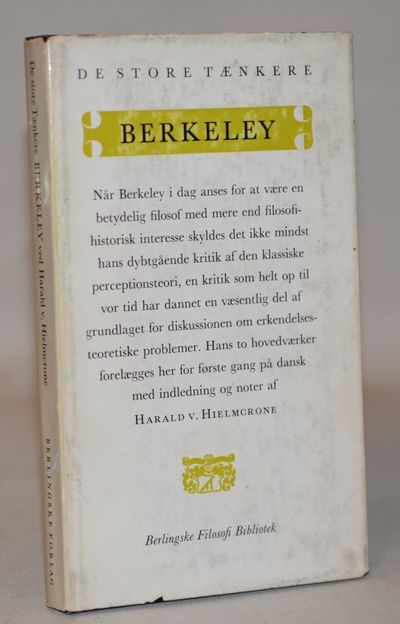 DE STORE TÆNKERE
BERKELEY
Når Berkeley i dag anses for at være en
betydelig filosof med mere end filosofi-
historisk interesse skyldes det ikke mindst
hans dybtgående kritik af den klassiske
perceptionsteori, en kritik som helt op til
vor tid har dannet en væsentlig del af
grundlaget for diskussionen om erkendelses-
teoretiske problemer. Hans to hovedværker
forelægges her for første gang på dansk
med indledning og noter af
HARALD V. HIELMCRONE
Berlingske Filosofi Bibliotek
De store Tænkere BERKELEY ved Harald v. Hielmcrone
BERLINGSKE FORLAG